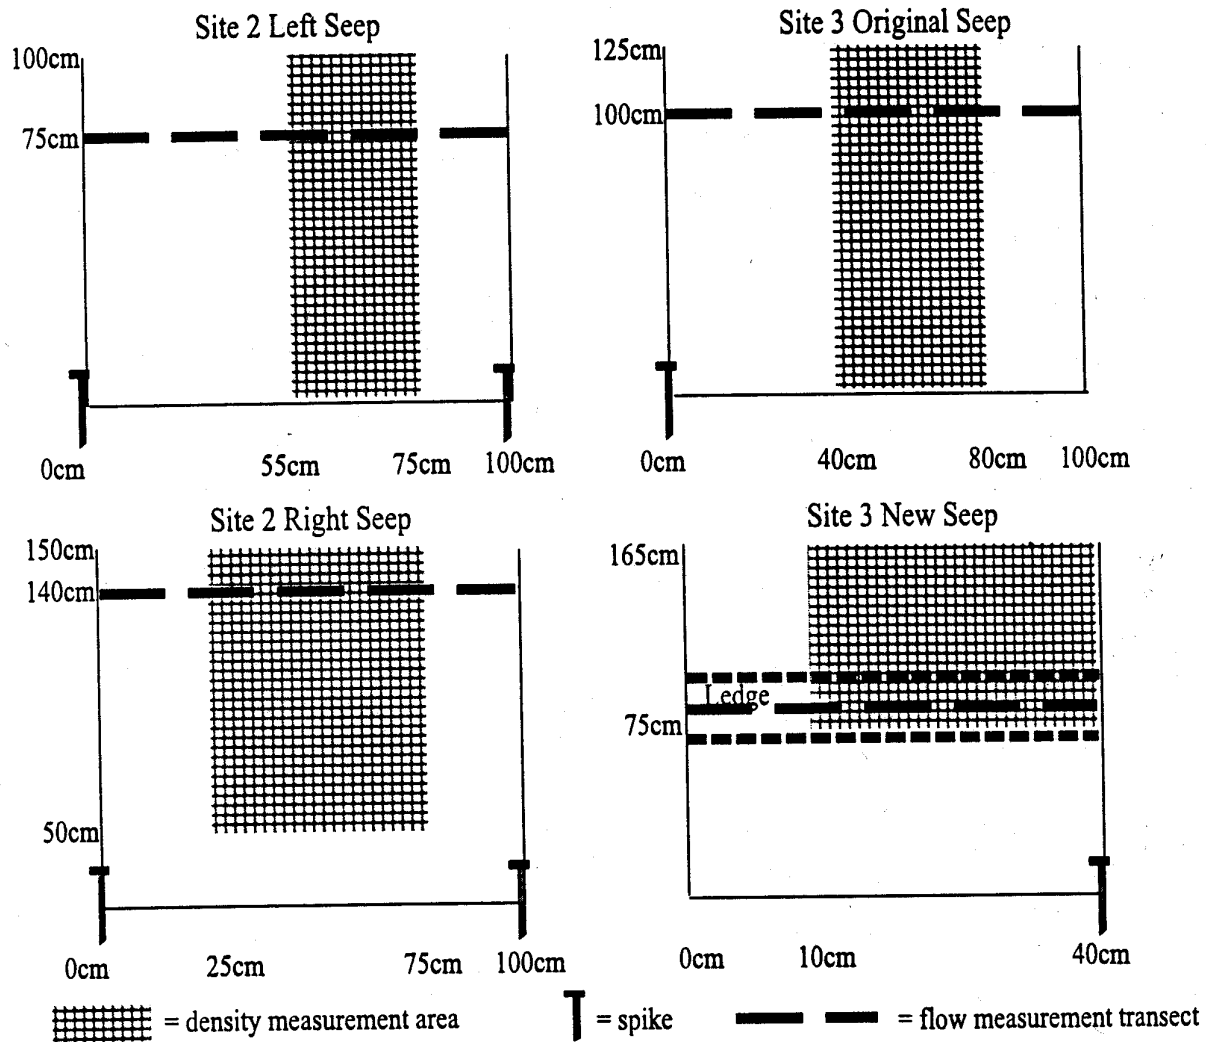 Site 2 Left Seep
100cm
75cm
0cm
55cm
75cm
100cm
Site 3 Original Seep
125cm
100cm
0cm
40cm
80cm
100cm
Site 2 Right Seep
150cm
140cm
50cm
0cm
25cm
75cm
100cm
Site 3 New Seep
165cm
Ledge
75cm
0cm
10cm
40cm
= density measurement area
= spike
= flow measurement transect